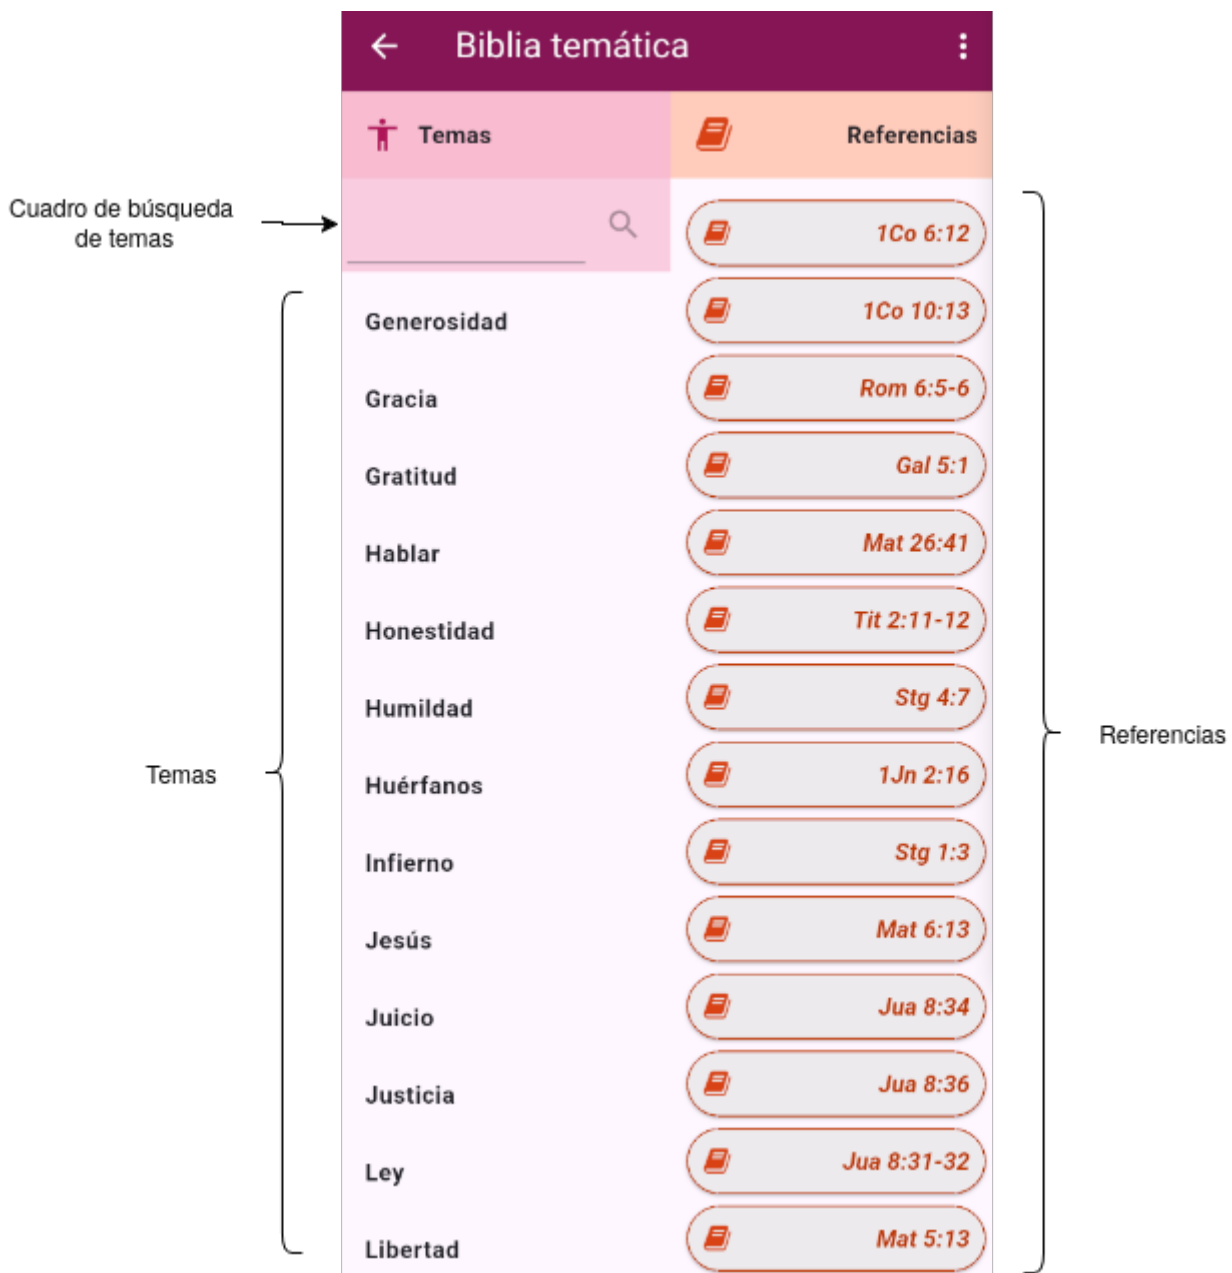 Biblia temática
Temas
Referencias
Cuadro de búsqueda
de temas
Temas
Generosidad
Gracia
Gratitud
Hablar
Honestidad
Humildad
Huérfanos
Infierno
Jesús
Juicio
Justicia
Ley
Libertad
1Co 6:12
1Co 10:13
Rom 6:5-6
Gal 5:1
Mat 26:41
Tit 2:11-12
Stg 4:7
1Jn 2:16
Stg 1:3
Mat 6:13
Jua 8:34
Jua 8:36
Jua 8:31-32
Mat 5:13
Referencias